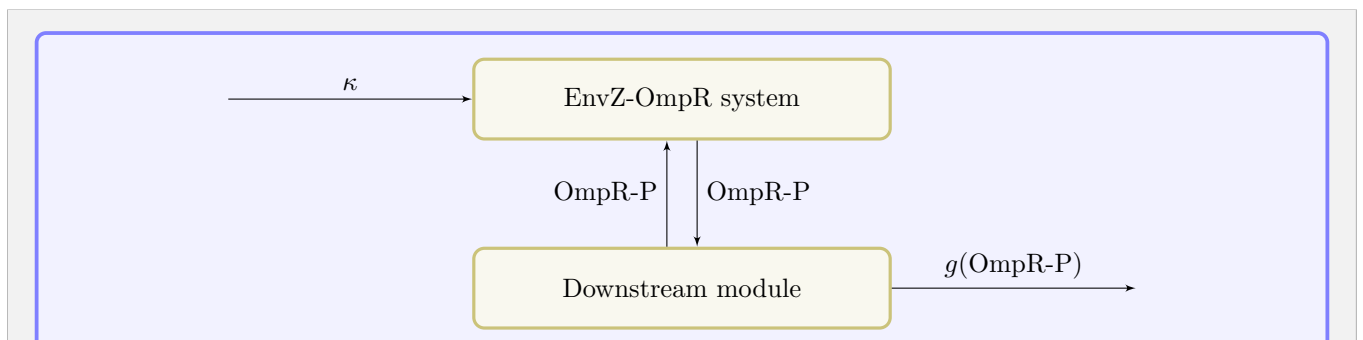 κ
EnvZ-OmpR system
OmpR-P OmpR-P
g(OmpR-P)
Downstream module